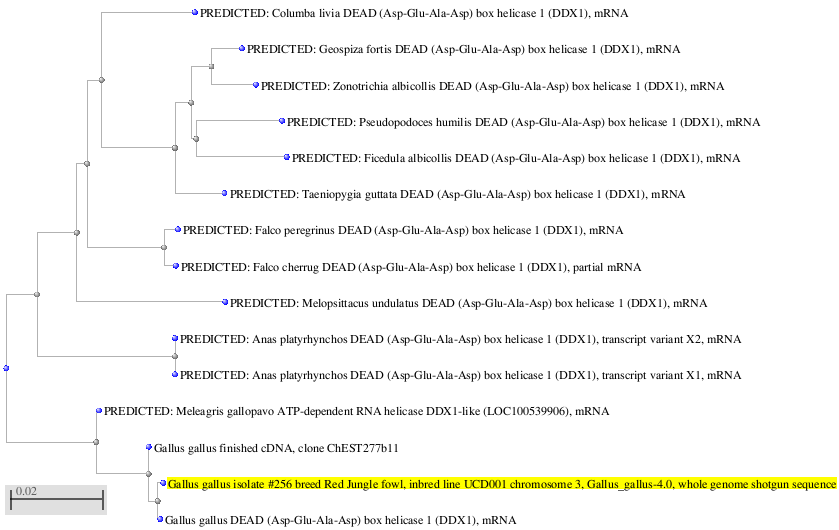 PREDICTED: Columba livia DEAD (Asp-Glu-Ala-Asp) box helicase 1 (DDX1), mRNA
PREDICTED: Geospiza fortis DEAD (Asp-Glu-Ala-Asp) box helicase 1 (DDX1), mRNA
PREDICTED: Zonotrichia albicollis DEAD (Asp-Glu-Ala-Asp) box helicase 1 (DDX1), mRNA
PREDICTED: Pseudopodoces humilis DEAD (Asp-Glu-Ala-Asp) box helicase 1 (DDX1), mRNA
PREDICTED: Ficedula albicollis DEAD (Asp-Glu-Ala-Asp) box helicase 1 (DDX1), mRNA
PREDICTED: Taeniopygia guttata DEAD (Asp-Glu-Ala-Asp) box helicase 1 (DDX1), mRNA
PREDICTED: Falco peregrinus DEAD (Asp-Glu-Ala-Asp) box helicase 1 (DDX1), mRNA
PREDICTED: Falco cherrug DEAD (Asp-Glu-Ala-Asp) box helicase 1 (DDX1), partial mRNA
PREDICTED: Melopsittacus undulatus DEAD (Asp-Glu-Ala-Asp) box helicase 1 (DDX1), mRNA
PREDICTED: Anas platyrhynchos DEAD (Asp-Glu-Ala-Asp) box helicase 1 (DDX1), transcript variant X2, mRNA
PREDICTED: Anas platyrhynchos DEAD (Asp-Glu-Ala-Asp) box helicase 1 (DDX1), transcript variant X1, mRNA
PREDICTED: Meleagris gallopavo ATP-dependent RNA helicase DDX1-like (LOC100539906), mRNA
Gallus gallus finished cDNA, clone ChEST277b11
Gallus gallus isolate #256 breed Red Jungle fowl, inbred line UCD001 chromosome 3, Gallus_gallus-4.0, whole genome shotgun sequence
0.02
Gallus gallus DEAD (Asp-Glu-Ala-Asp) box helicase 1 (DDX1), mRNA